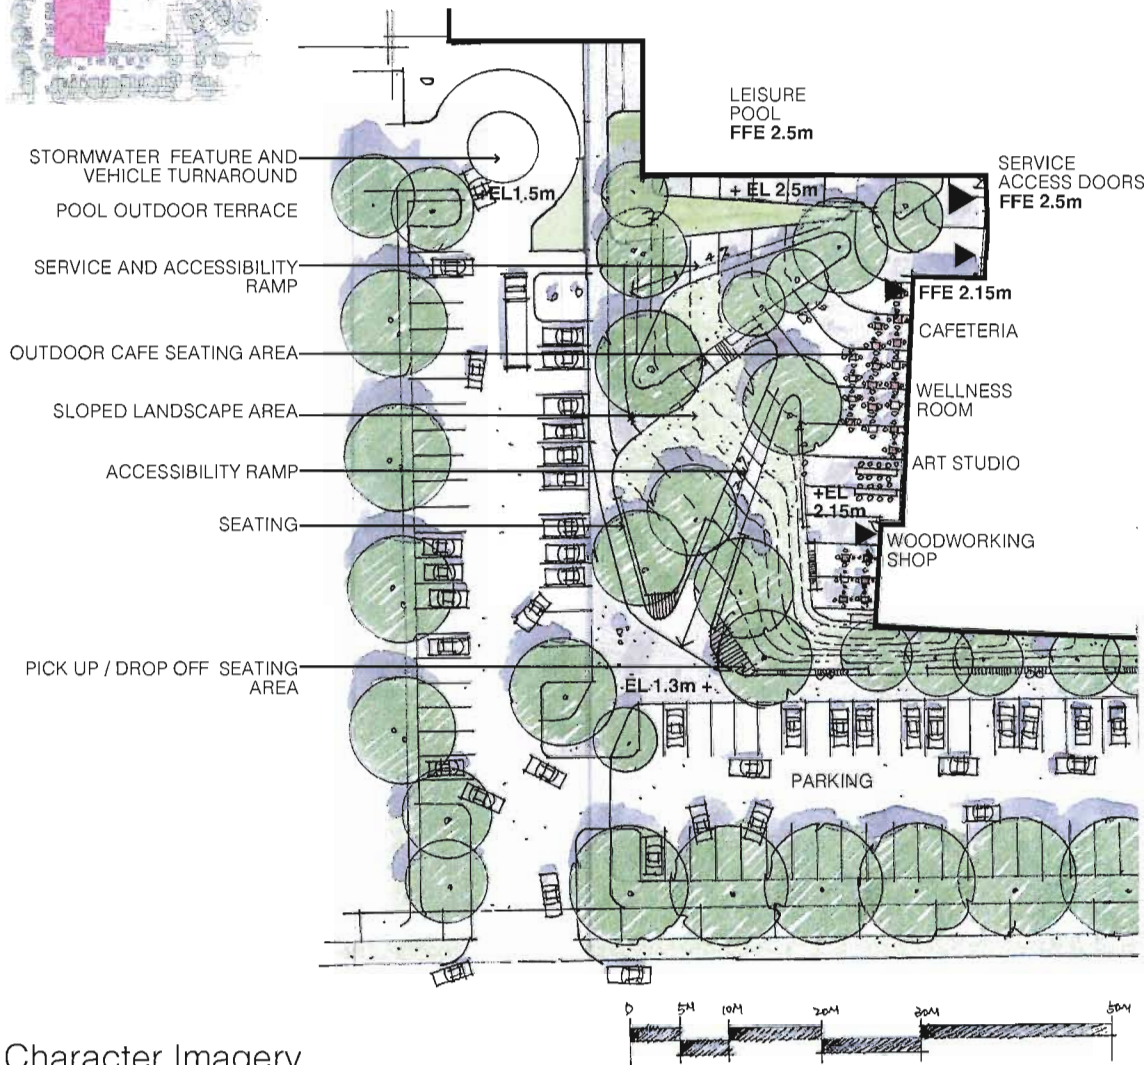 LEISURE
POOL
FFE 2.5m
STORMWATER FEATURE AND
VEHICLE TURNAROUND
SERVICE
ACCESS DOORS
FFE 2.5m
+EL1.5m
+ EL 2.5m
POOL OUTDOOR TERRACE
SERVICE AND ACCESSIBILITY
RAMP
FFE 2.15m
CAFETERIA
OUTDOOR CAFE SEATING AREA
WELLNESS
ROOM
SLOPED LANDSCAPE AREA
ART STUDIO
ACCESSIBILITY RAMP
+EL
2.15m
SEATING
WOODWORKING
SHOP
PICK UP / DROP OFF SEATING
AREA
EL 1.3m +
PARKING
0 5M 10M 20M 30M 50M
Character Imagery